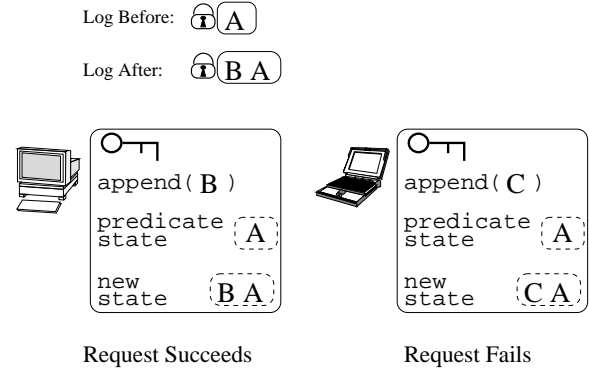 Log Before: A
Log After: B A
append( B )
predicate
state A
new
state B A
Request Succeeds
append( C )
predicate
state A
new
state C A
Request Fails